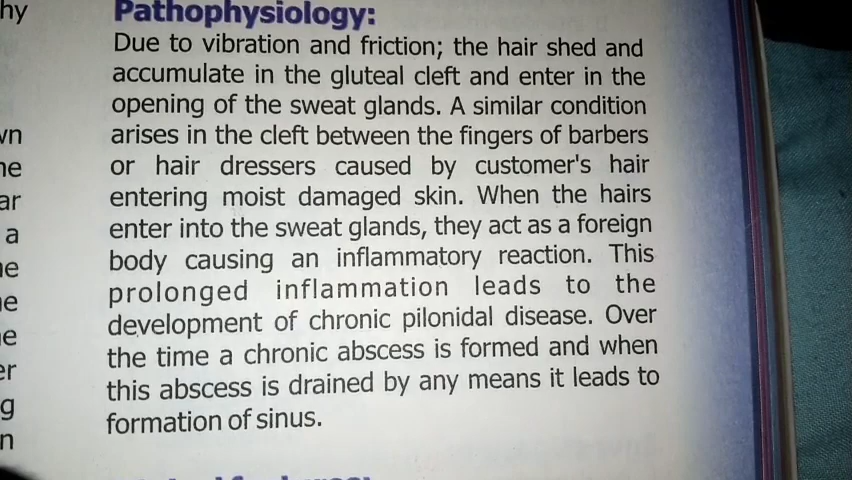 hy
Pathophysiology:
Due to vibration and friction; the hair shed and
accumulate in the gluteal cleft and enter in the
opening of the sweat glands. A similar condition
arises in the cleft between the fingers of barbers
or hair dressers caused by customer's hair
entering moist damaged skin. When the hairs
enter into the sweat glands, they act as a foreign
body causing an inflammatory reaction. This
prolonged inflammation leads to the
development of chronic pilonidal disease. Over
the time a chronic abscess is formed and when
this abscess is drained by any means it leads to
formation of sinus.